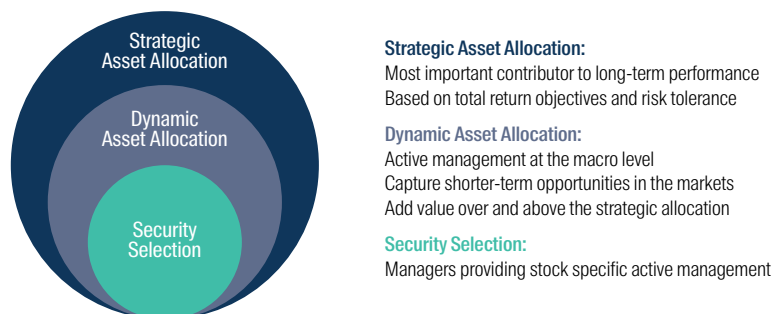 Strategic
Asset Allocation
Dynamic
Asset Allocation
Security
Selection
Strategic Asset Allocation:
Most important contributor to long-term performance
Based on total return objectives and risk tolerance
Dynamic Asset Allocation:
Active management at the macro level
Capture shorter-term opportunities in the markets
Add value over and above the strategic allocation
Security Selection:
Managers providing stock specific active management